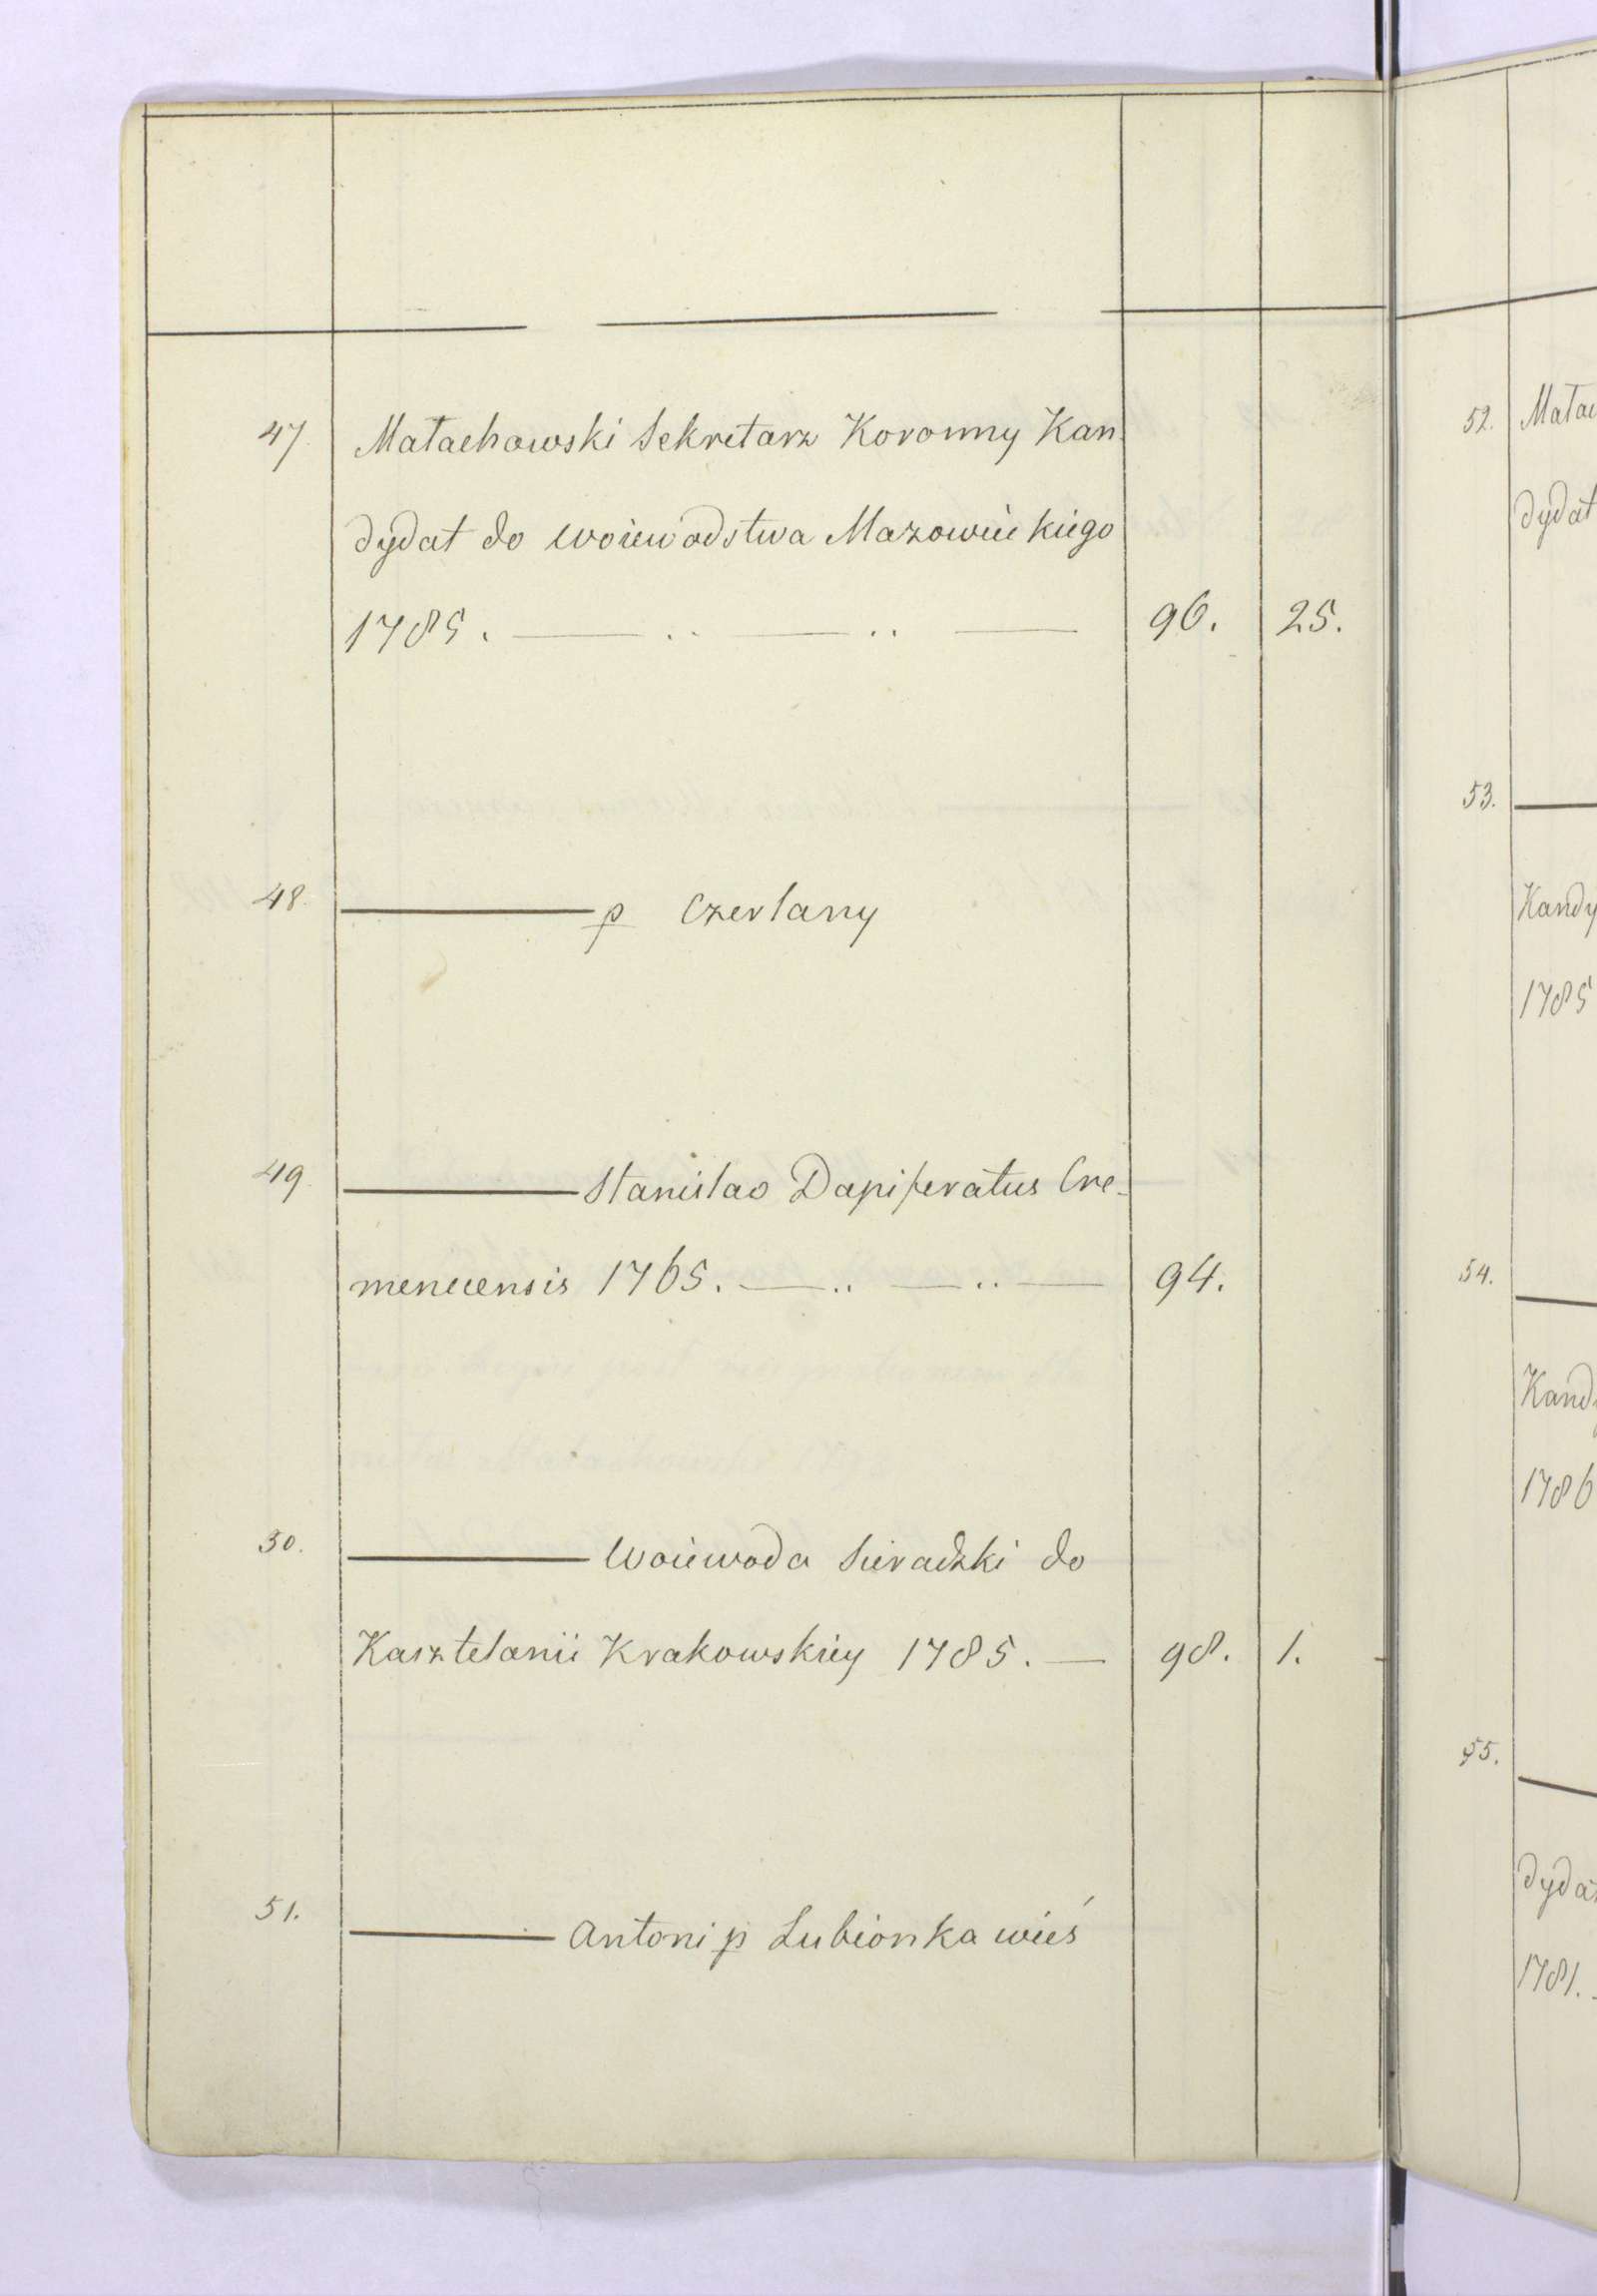 47. Małachowski Sekretarz Koronny Kan-
dydat do Woiewodstwa Mazowieckiego
1785. — .. — .. — 96. 25.
48. ——— p Czerlany
49. ——— Stanislao Dapiferatus Cre-
menecensis 1765. — .. — .. — 94.
50. ——— Woiewoda Sieradzki do
Kasztelanii Krakowskiey 1785. — 98. 1.
51. ——— Antoni p Lubionka wieś
52. Małac
dydat
53. ———
Kandy
1785
54. ———
Kandy
1786
55. ———
dydat
1781.